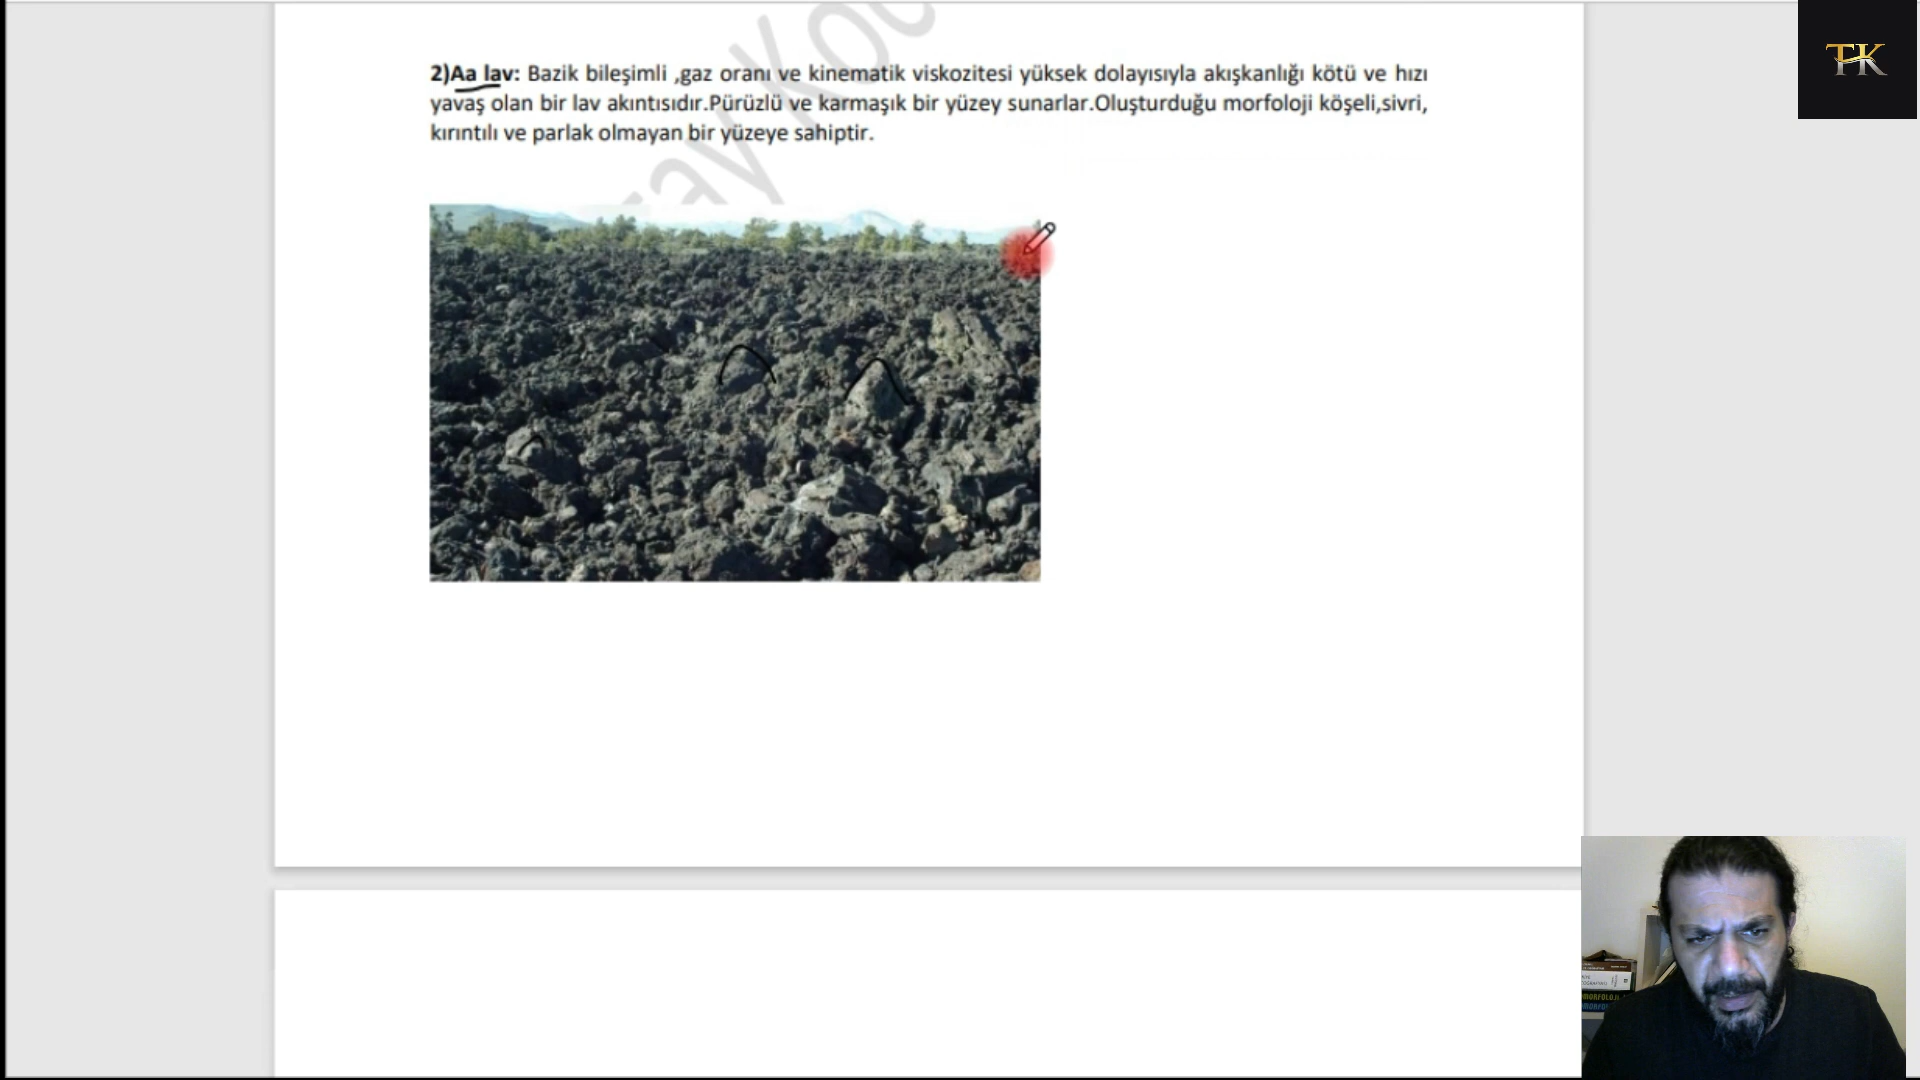 TK
2)Aa lav: Bazik bileşimli ,gaz oranı ve kinematik viskozitesi yüksek dolayısıyla akışkanlığı kötü ve hızı
yavaş olan bir lav akıntısıdır.Pürüzlü ve karmaşık bir yüzey sunarlar.Oluşturduğu morfoloji köşeli,sivri,
kırıntılı ve parlak olmayan bir yüzeye sahiptir.